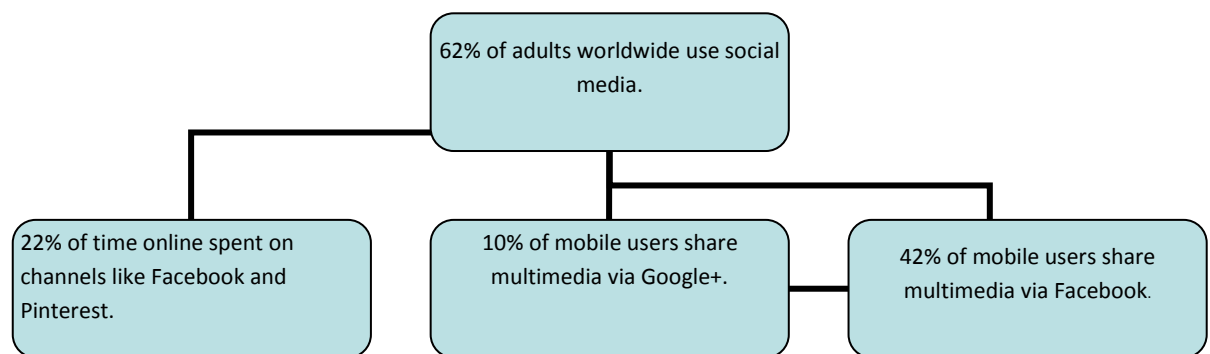 62% of adults worldwide use social
media.
22% of time online spent on
channels like Facebook and
Pinterest.
10% of mobile users share
multimedia via Google+.
42% of mobile users share
multimedia via Facebook.